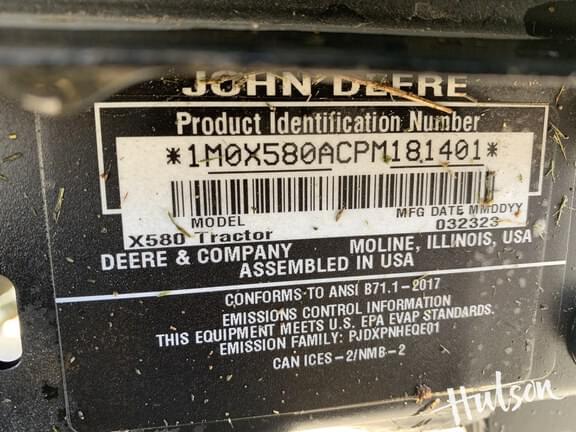 JOHN DEERE
Product Identification Number
*1M0X580ACPM181401*
MODEL MFG DATE MMDDYY
X580 Tractor 032323
DEERE & COMPANY MOLINE, ILLINOIS, USA
ASSEMBLED IN USA
CONFORMS TO ANSI B71.1-2017
EMISSIONS CONTROL INFORMATION
THIS EQUIPMENT MEETS U.S. EPA EVAP STANDARDS.
EMISSION FAMILY: PJDXPNHEQE01
CAN ICES-2/NMB-2
Hutson